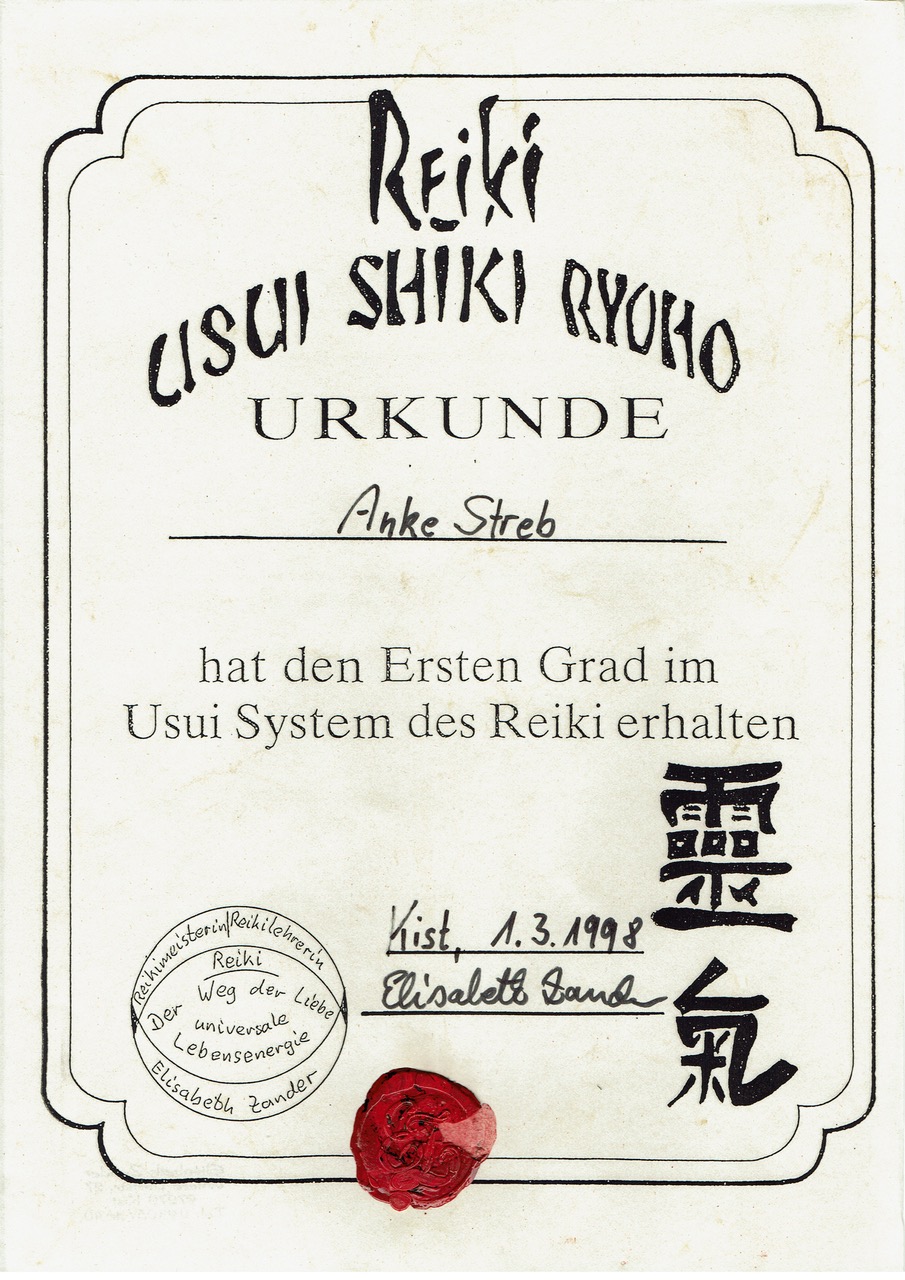 Reiki
USUI SHIKI RYOHO
URKUNDE
Anke Streb
hat den Ersten Grad im
Usui System des Reiki erhalten
靈
氣
Kist, 1.3.1998
Elisabeth Zander
Reikimeisterin/Reikilehrerin
Reiki
Der Weg der Liebe
universale
Lebensenergie
Elisabeth Zander